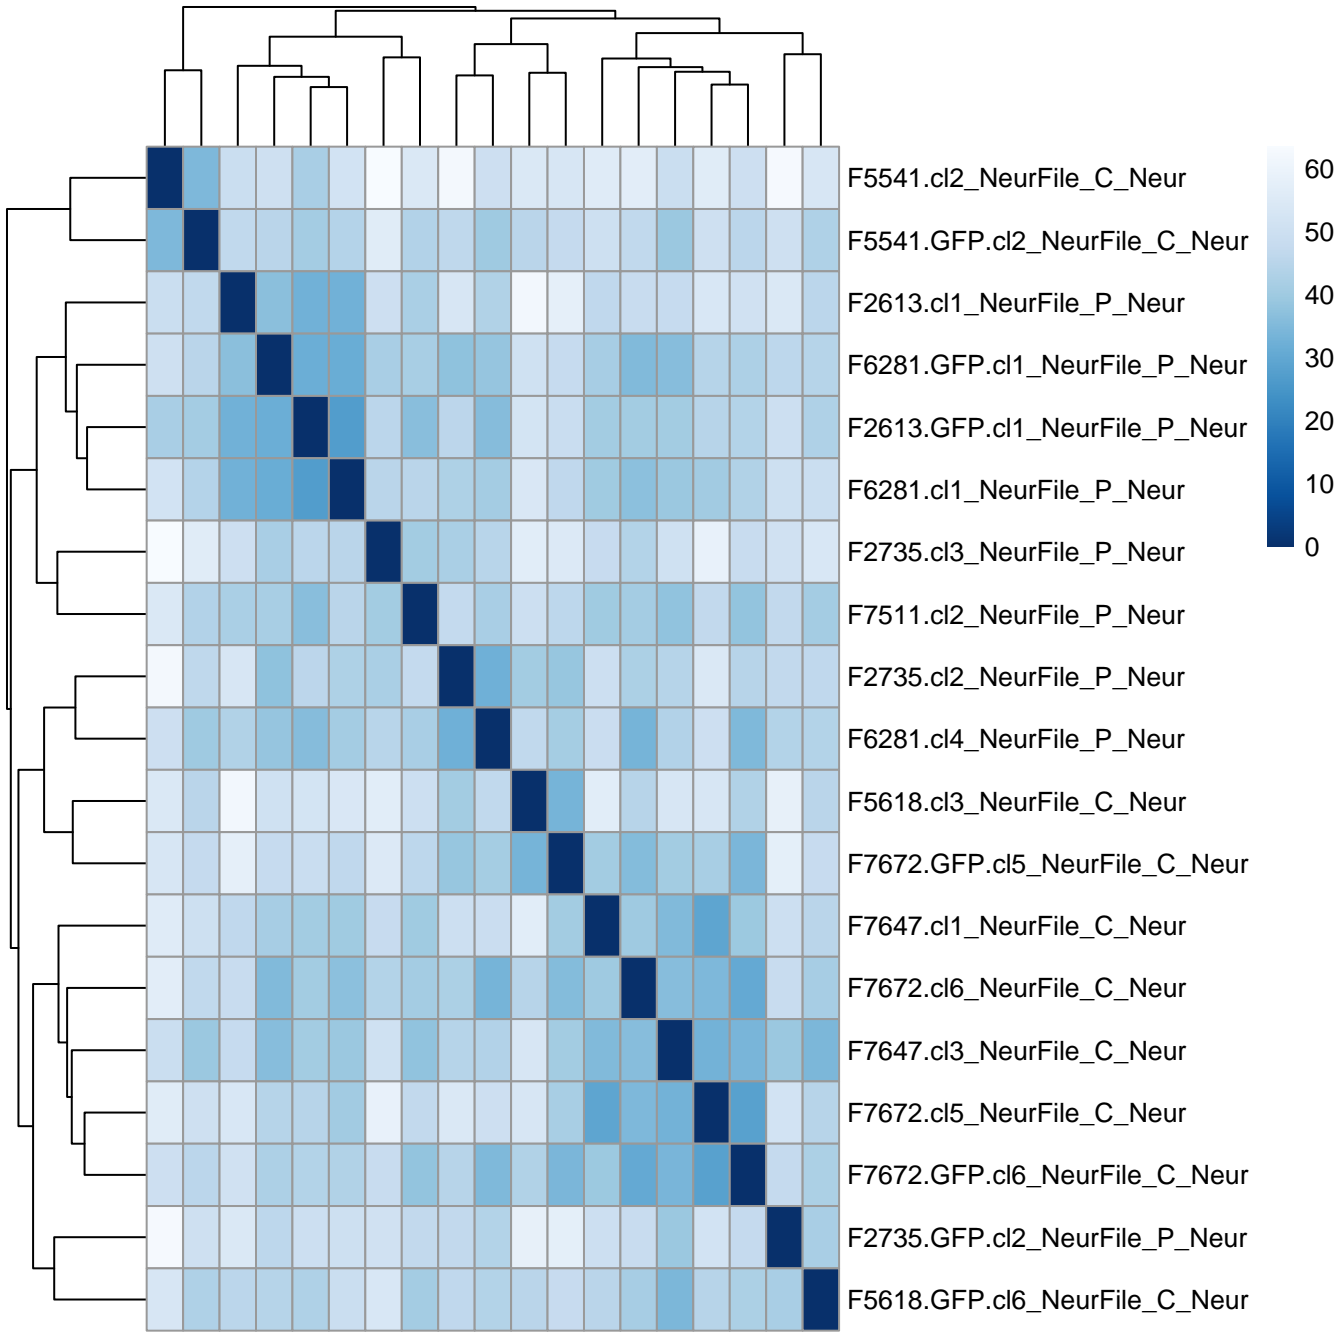 F5541.cl2_NeurFile_C_Neur
F5541.GFP.cl2_NeurFile_C_Neur
F2613.cl1_NeurFile_P_Neur
F6281.GFP.cl1_NeurFile_P_Neur
F2613.GFP.cl1_NeurFile_P_Neur
F6281.cl1_NeurFile_P_Neur
F2735.cl3_NeurFile_P_Neur
F7511.cl2_NeurFile_P_Neur
F2735.cl2_NeurFile_P_Neur
F6281.cl4_NeurFile_P_Neur
F5618.cl3_NeurFile_C_Neur
F7672.GFP.cl5_NeurFile_C_Neur
F7647.cl1_NeurFile_C_Neur
F7672.cl6_NeurFile_C_Neur
F7647.cl3_NeurFile_C_Neur
F7672.cl5_NeurFile_C_Neur
F7672.GFP.cl6_NeurFile_C_Neur
F2735.GFP.cl2_NeurFile_P_Neur
F5618.GFP.cl6_NeurFile_C_Neur
60
50
40
30
20
10
0